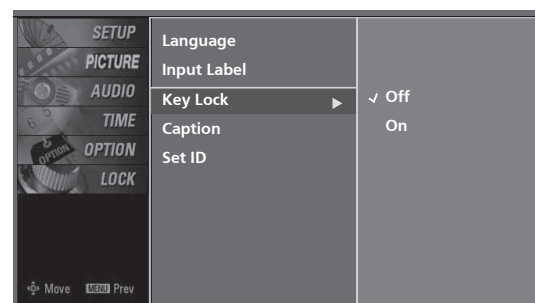 SETUP
PICTURE
AUDIO
TIME
OPTION
LOCK
Move MENU Prev
Language
Input Label
Key Lock
Caption
Set ID
Off
On